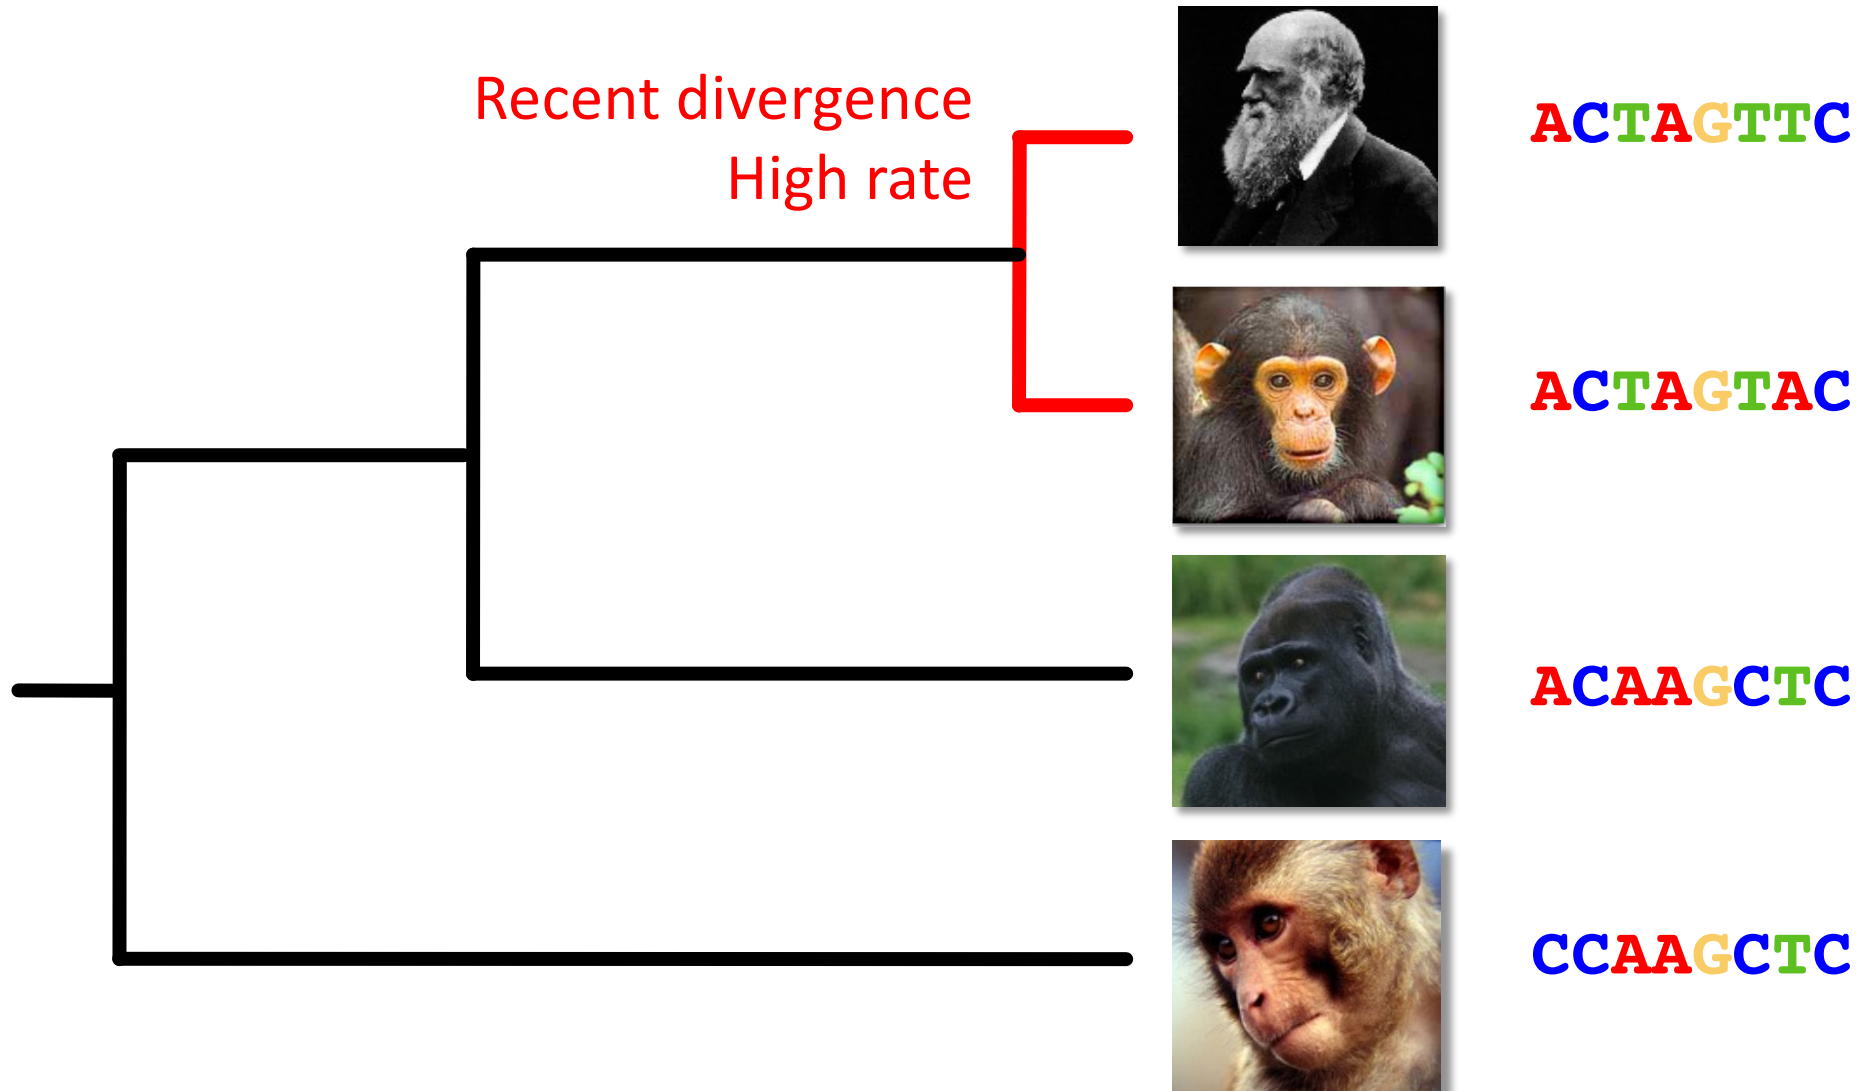 Recent divergence
High rate
ACTAGTTC
ACTAGTAC
ACAAGCTC
CCAAGCTC